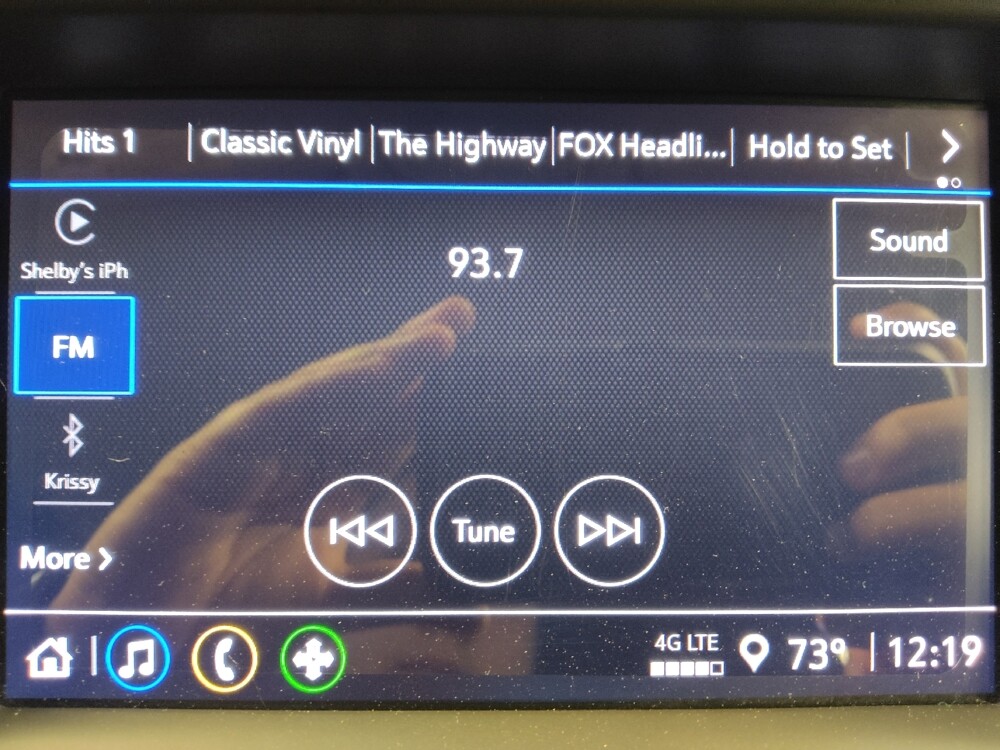 Hits 1
Classic Vinyl
The Highway
FOX Headli...
Hold to Set
Shelby's iPh
93.7
Sound
FM
Browse
Krissy
Tune
More
4G LTE
73°
12:19